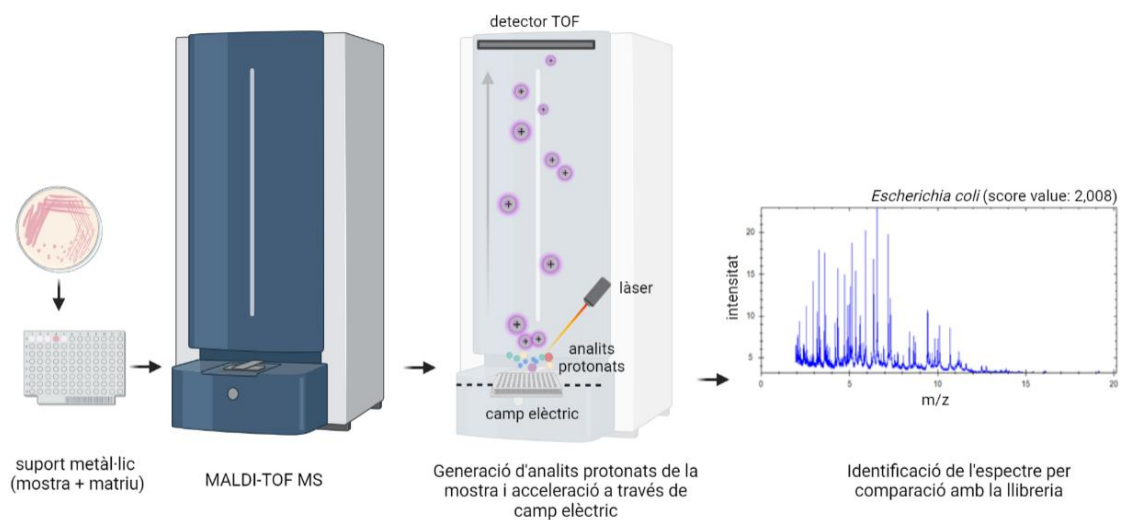 detector TOF
làser
analits
protonats
camp elèctric
suport metàl·lic
(mostra + matriu)
MALDI-TOF MS
Generació d'analits protonats de la
mostra i acceleració a través de
camp elèctric
Escherichia coli (score value: 2,008)
intensitat
20
15
10
5
0
5
10
15
20
m/z
Identificació de l'espectre per
comparació amb la llibreria